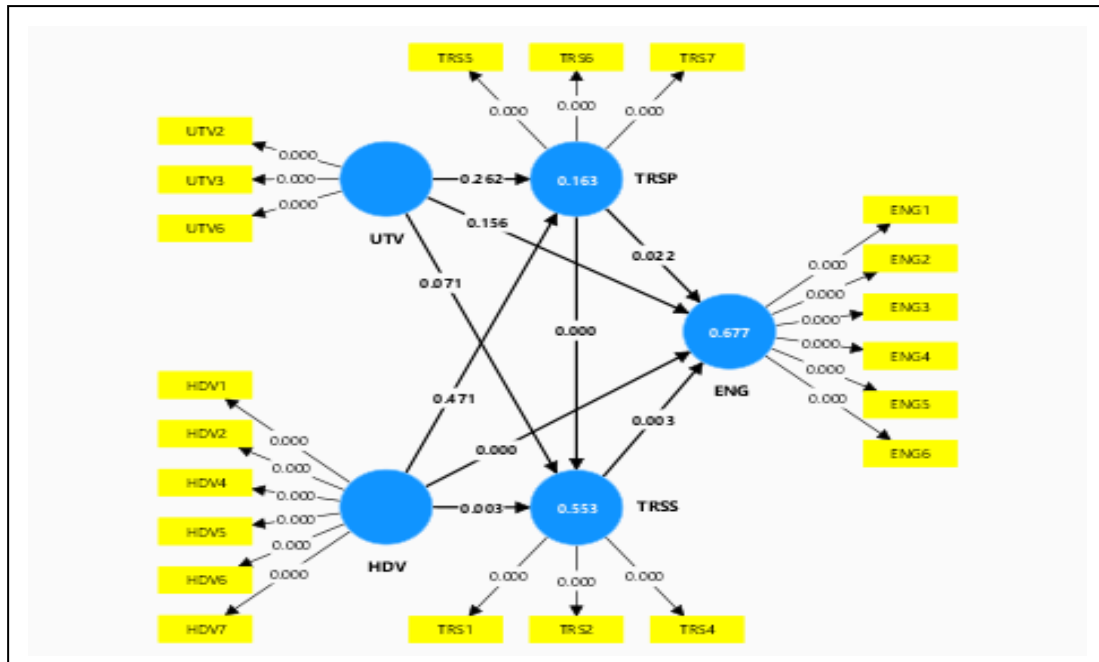 TRS5 TRS6 TRS7
0.000 0.000 0.000
UTV2
UTV3
UTV6
0.000
0.000
0.000
UTV
0.262
0.163
TRSP
0.156
0.071
0.022
0.000
0.471
0.000
0.003
0.003
ENG1
ENG2
ENG3
ENG4
ENG5
ENG6
0.000
0.000
0.000
0.000
0.000
0.000
0.677
ENG
HDV1
HDV2
HDV4
HDV5
HDV6
HDV7
0.000
0.000
0.000
0.000
0.000
0.000
HDV
0.553
TRSS
0.000 0.000 0.000
TRS1 TRS2 TRS4